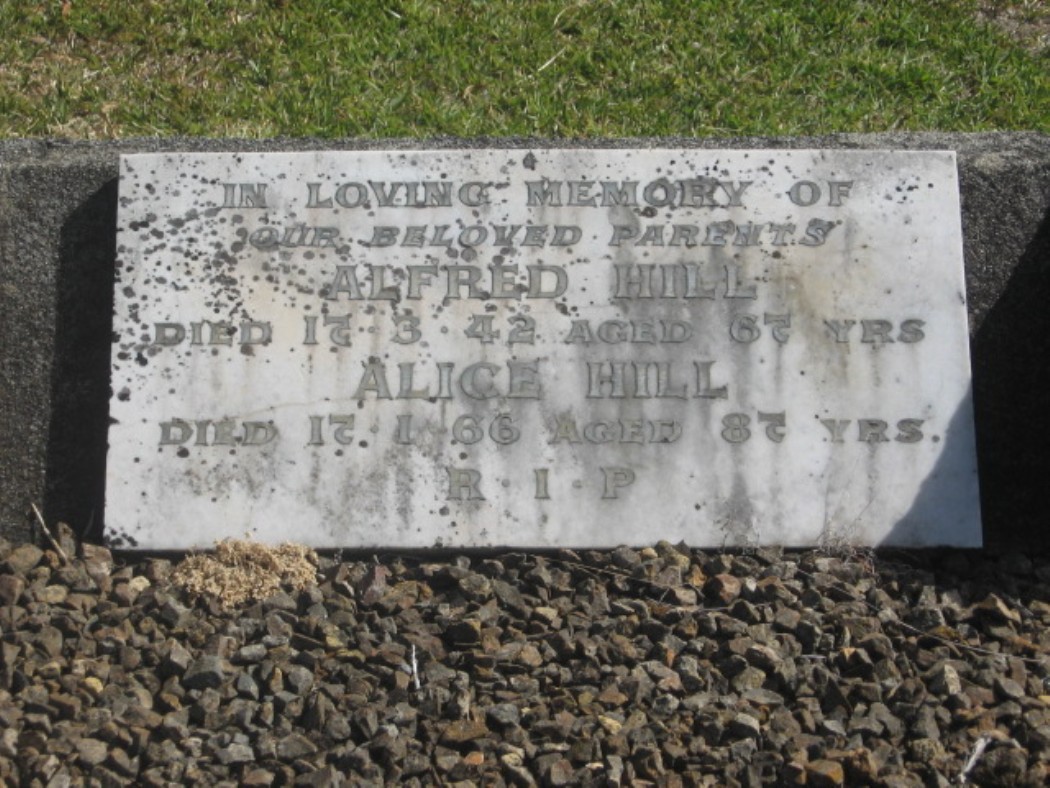 IN LOVING MEMORY OF
OUR BELOVED PARENTS
ALFRED HILL
DIED 17·3·42 AGED 67 YRS
ALICE HILL
DIED 17·1·66 AGED 87 YRS.
R·I·P